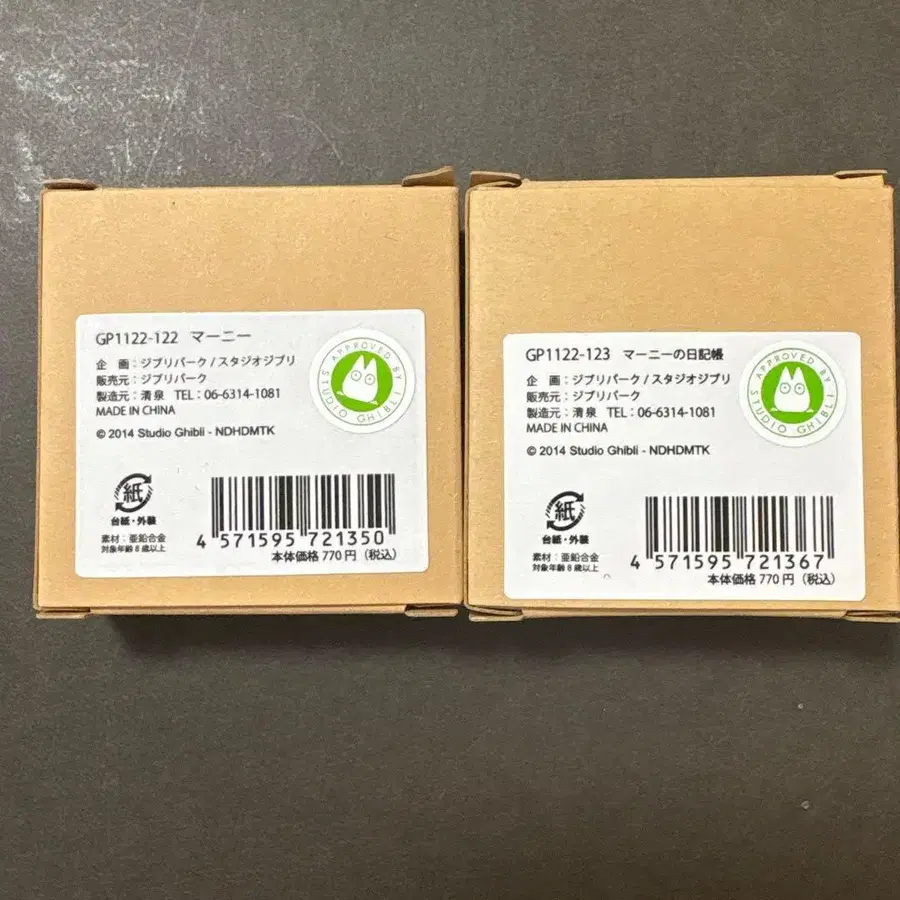 GP1122-122 マーニー
企　画：ジブリパーク/スタジオジブリ
販売元：ジブリパーク
製造元：清泉　TEL：06-6314-1081
MADE IN CHINA
© 2014 Studio Ghibli - NDHDMTK
APPROVED BY STUDIO GHIBLI
紙
台紙・外装
素材：亜鉛合金
対象年齢8歳以上
4 571595 721350
本体価格770円（税込）
GP1122-123 マーニーの日記帳
企　画：ジブリパーク/スタジオジブリ
販売元：ジブリパーク
製造元：清泉　TEL：06-6314-1081
MADE IN CHINA
© 2014 Studio Ghibli - NDHDMTK
APPROVED BY STUDIO GHIBLI
紙
台紙・外装
素材：亜鉛合金
対象年齢8歳以上
4 571595 721367
本体価格770円（税込）